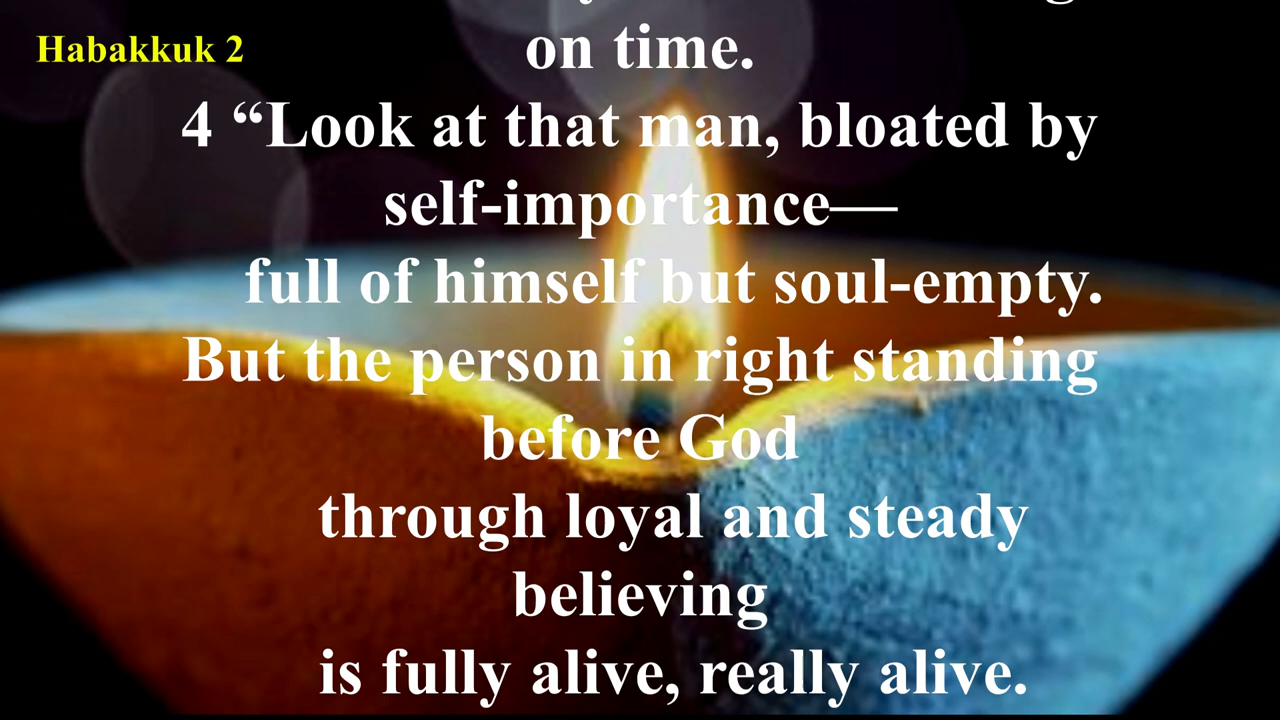 Habakkuk 2
on time.
4 “Look at that man, bloated by
self-importance—
full of himself but soul-empty.
But the person in right standing
before God
through loyal and steady
believing
is fully alive, really alive.